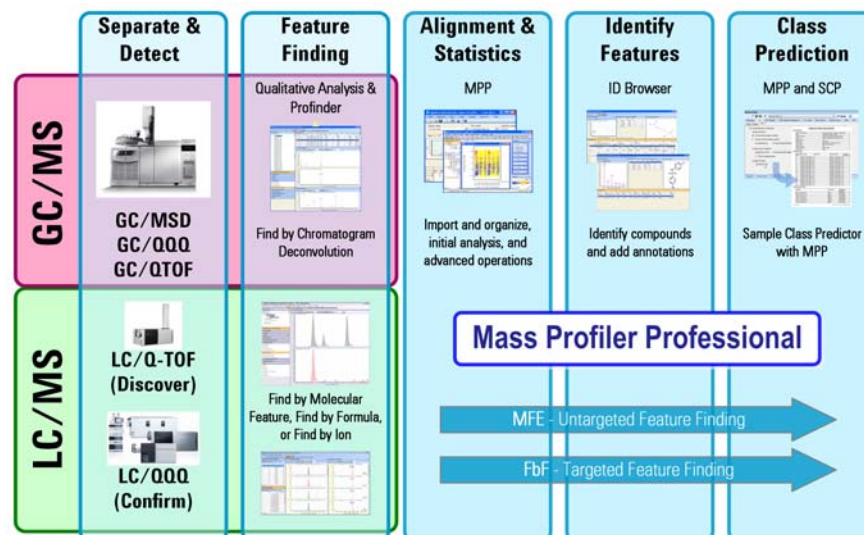 Separate &
Detect
Feature
Finding
Alignment &
Statistics
Identify
Features
Class
Prediction
GC/MS
GC/MSD
GC/QQQ
GC/QTOF
Qualitative Analysis &
Profinder
Find by Chromatogram
Deconvolution
MPP
Import and organize,
initial analysis, and
advanced operations
ID Browser
Identify compounds
and add annotations
MPP and SCP
Sample Class Predictor
with MPP
LC/MS
LC/Q-TOF
(Discover)
LC/QQQ
(Confirm)
Find by Molecular
Feature, Find by Formula,
or Find by Ion
Mass Profiler Professional
MFE - Untargeted Feature Finding
FbF - Targeted Feature Finding